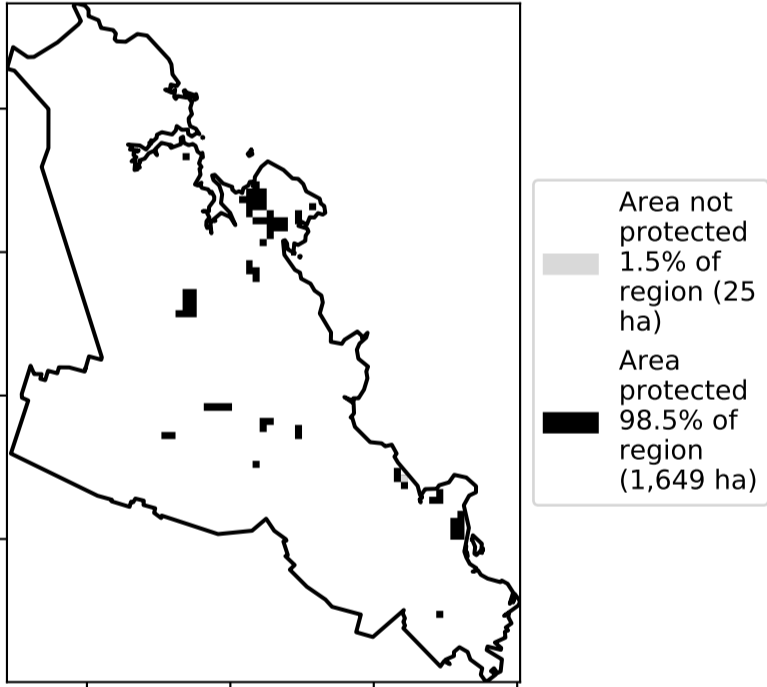 Area not
protected
1.5% of
region (25
ha)
Area
protected
98.5% of
region
(1,649 ha)